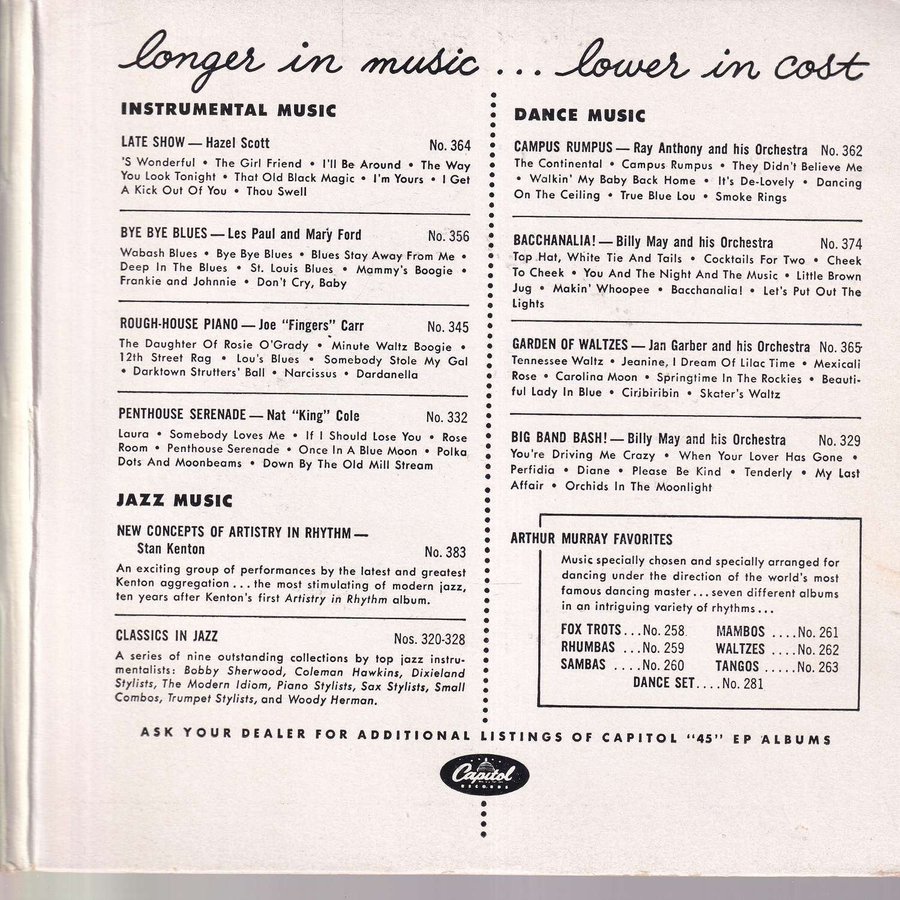 longer in music ... lower in cost
INSTRUMENTAL MUSIC
LATE SHOW — Hazel Scott No. 364
'S Wonderful • The Girl Friend • I'll Be Around • The Way
You Look Tonight • That Old Black Magic • I'm Yours • I Get
A Kick Out Of You • Thou Swell
BYE BYE BLUES — Les Paul and Mary Ford No. 356
Wabash Blues • Bye Bye Blues • Blues Stay Away From Me •
Deep In The Blues • St. Louis Blues • Mammy's Boogie •
Frankie and Johnnie • Don't Cry, Baby
ROUGH-HOUSE PIANO — Joe "Fingers" Carr No. 345
The Daughter Of Rosie O'Grady • Minute Waltz Boogie •
12th Street Rag • Lou's Blues • Somebody Stole My Gal
• Darktown Strutters' Ball • Narcissus • Dardanella
PENTHOUSE SERENADE — Nat "King" Cole No. 332
Laura • Somebody Loves Me • If I Should Lose You • Rose
Room • Penthouse Serenade • Once In A Blue Moon • Polka
Dots And Moonbeams • Down By The Old Mill Stream
JAZZ MUSIC
NEW CONCEPTS OF ARTISTRY IN RHYTHM —
Stan Kenton No. 383
An exciting group of performances by the latest and greatest
Kenton aggregation ... the most stimulating of modern jazz,
ten years after Kenton's first Artistry in Rhythm album.
CLASSICS IN JAZZ Nos. 320-328
A series of nine outstanding collections by top jazz instru-
mentalists: Bobby Sherwood, Coleman Hawkins, Dixieland
Stylists, The Modern Idiom, Piano Stylists, Sax Stylists, Small
Combos, Trumpet Stylists, and Woody Herman.
DANCE MUSIC
CAMPUS RUMPUS — Ray Anthony and his Orchestra No. 362
The Continental • Campus Rumpus • They Didn't Believe Me
• Walkin' My Baby Back Home • It's De-Lovely • Dancing
On The Ceiling • True Blue Lou • Smoke Rings
BACCHANALIA! — Billy May and his Orchestra No. 374
Top Hat, White Tie And Tails • Cocktails For Two • Cheek
To Cheek • You And The Night And The Music • Little Brown
Jug • Makin' Whoopee • Bacchanalia! • Let's Put Out The
Lights
GARDEN OF WALTZES — Jan Garber and his Orchestra No. 365
Tennessee Waltz • Jeanine, I Dream Of Lilac Time • Mexicali
Rose • Carolina Moon • Springtime In The Rockies • Beauti-
ful Lady In Blue • Ciribiribin • Skater's Waltz
BIG BAND BASH! — Billy May and his Orchestra No. 329
You're Driving Me Crazy • When Your Lover Has Gone •
Perfidia • Diane • Please Be Kind • Tenderly • My Last
Affair • Orchids In The Moonlight
ARTHUR MURRAY FAVORITES
Music specially chosen and specially arranged for
dancing under the direction of the world's most
famous dancing master ... seven different albums
in an intriguing variety of rhythms ...
FOX TROTS ... No. 258 MAMBOS .... No. 261
RHUMBAS ... No. 259 WALTZES .... No. 262
SAMBAS .... No. 260 TANGOS ..... No. 263
DANCE SET .... No. 281
ASK YOUR DEALER FOR ADDITIONAL LISTINGS OF CAPITOL "45" EP ALBUMS
Capitol
RECORDS